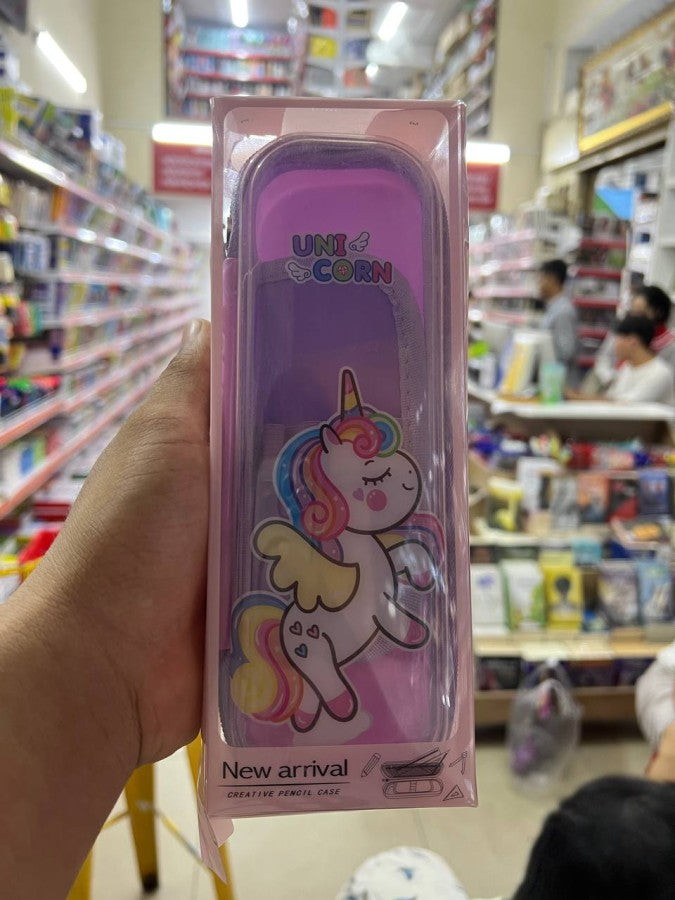 UNI
CORN
New arrival
CREATIVE PENCIL CASE